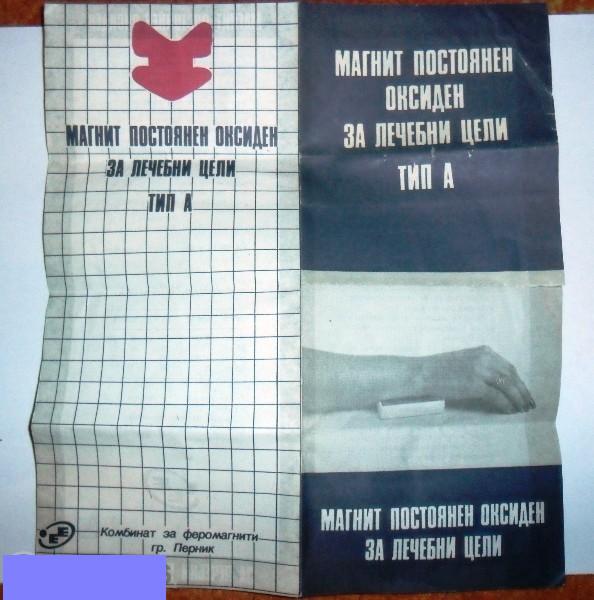 МАГНИТ ПОСТОЯНЕН ОКСИДЕН
ЗА ЛЕЧЕБНИ ЦЕЛИ
ТИП А
Комбинат за феромагнити
гр. Перник
МАГНИТ ПОСТОЯНЕН
ОКСИДЕН
ЗА ЛЕЧЕБНИ ЦЕЛИ
ТИП А
МАГНИТ ПОСТОЯНЕН ОКСИДЕН
ЗА ЛЕЧЕБНИ ЦЕЛИ